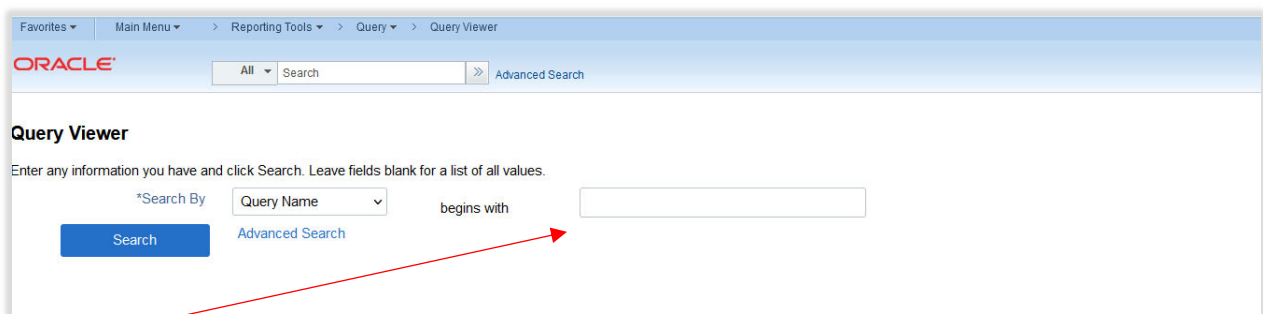 Favorites Main Menu > Reporting Tools > Query > Query Viewer
ORACLE' All Search >> Advanced Search
Query Viewer
Enter any information you have and click Search. Leave fields blank for a list of all values.
*Search By Query Name begins with
Search Advanced Search